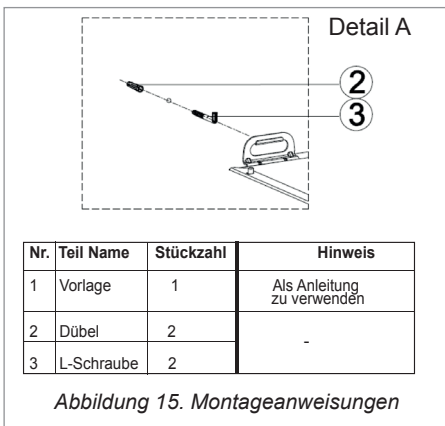 Detail A
2
3
Nr. Teil Name Stückzahl Hinweis
1 Vorlage 1 Als Anleitung
zu verwenden
2 Dübel 2 -
3 L-Schraube 2
Abbildung 15. Montageanweisungen